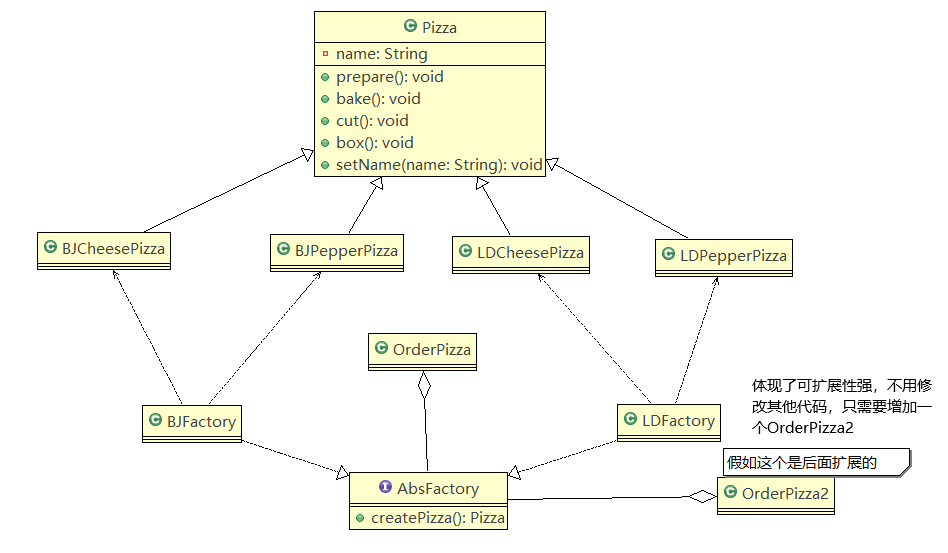 Pizza
name: String
prepare(): void
bake(): void
cut(): void
box(): void
setName(name: String): void
BJCheesePizza
BJPepperPizza
LDCheesePizza
LDPepperPizza
OrderPizza
BJFactory
LDFactory
体现了可扩展性强，不用修
改其他代码，只需要增加一
个OrderPizza2
假如这个是后面扩展的
AbsFactory
createPizza(): Pizza
OrderPizza2